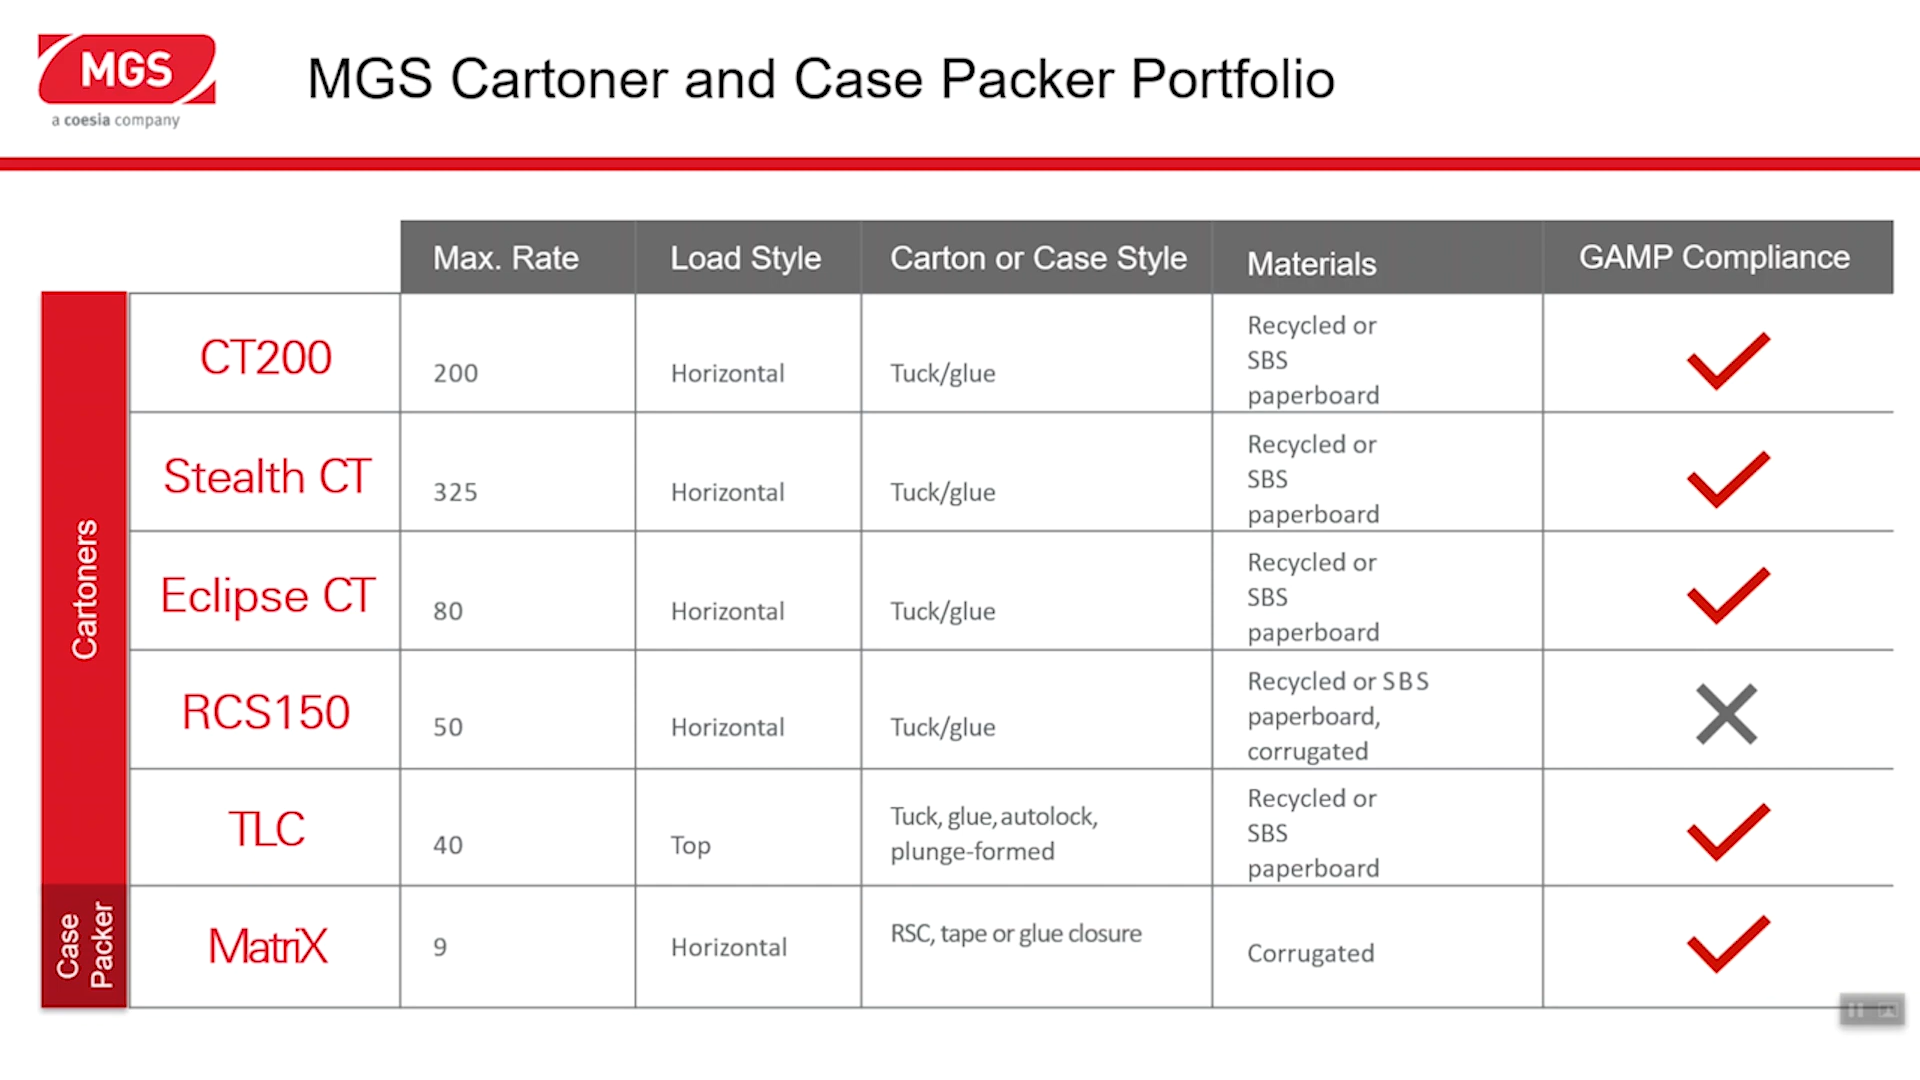 MGS
a coesia company
MGS Cartoner and Case Packer Portfolio
Max. Rate
Load Style
Carton or Case Style
Materials
GAMP Compliance
Cartoners
CT200
200
Horizontal
Tuck/glue
Recycled or
SBS
paperboard
Stealth CT
325
Horizontal
Tuck/glue
Recycled or
SBS
paperboard
Eclipse CT
80
Horizontal
Tuck/glue
Recycled or
SBS
paperboard
RCS150
50
Horizontal
Tuck/glue
Recycled or SBS
paperboard,
corrugated
TLC
40
Top
Tuck, glue, autolock,
plunge-formed
Recycled or
SBS
paperboard
Case
Packer
MatriX
9
Horizontal
RSC, tape or glue closure
Corrugated